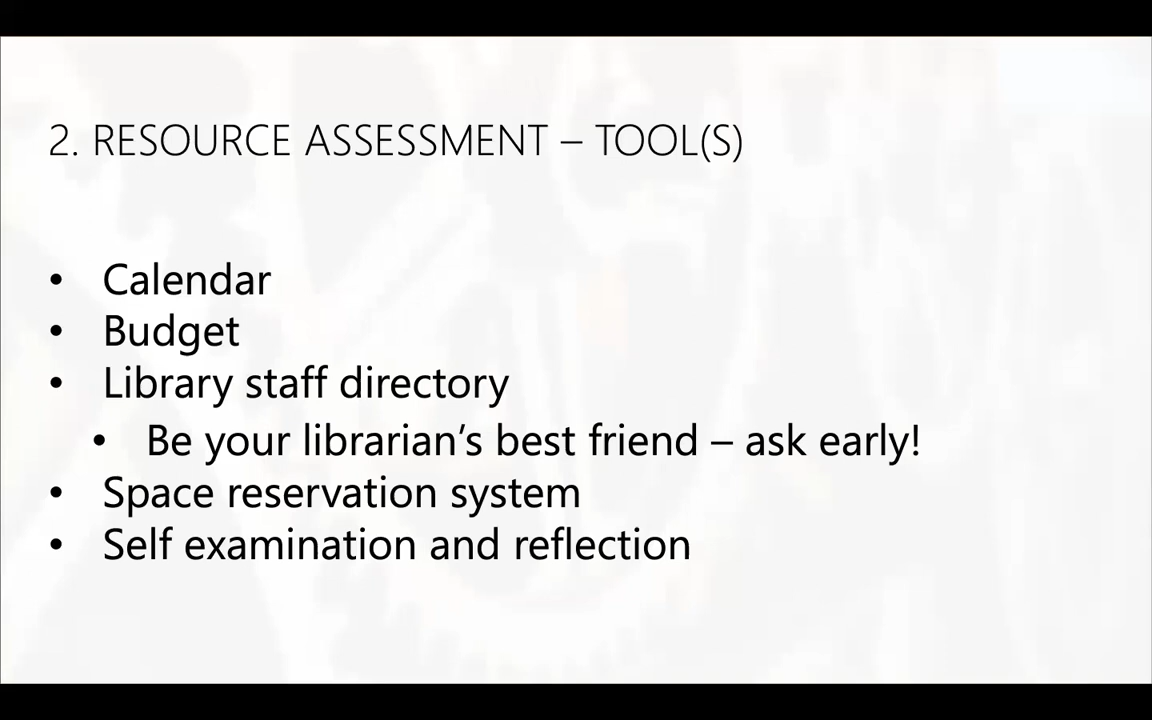 2. RESOURCE ASSESSMENT – TOOL(S)
• Calendar
• Budget
• Library staff directory
• Be your librarian’s best friend – ask early!
• Space reservation system
• Self examination and reflection